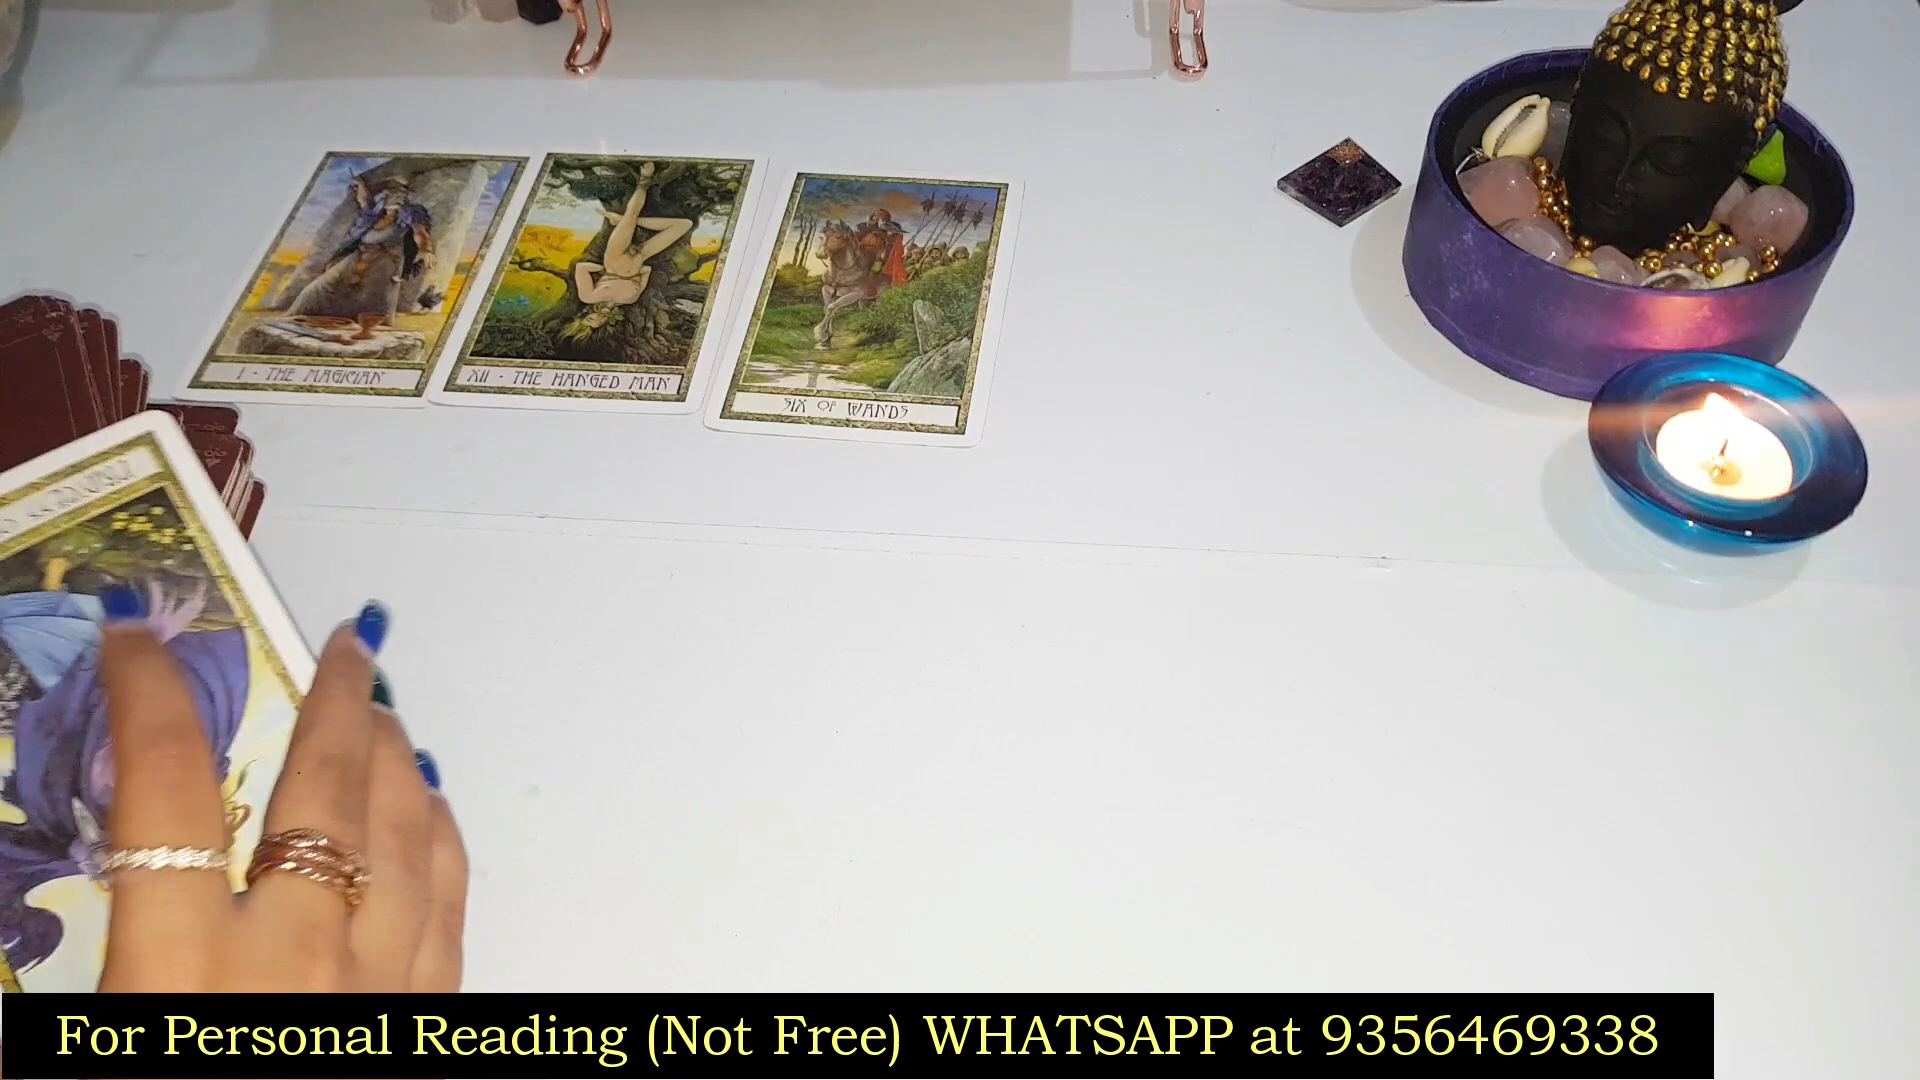 I - THE MAGICIAN
XII - THE HANGED MAN
SIX OF WANDS
For Personal Reading (Not Free) WHATSAPP at 9356469338